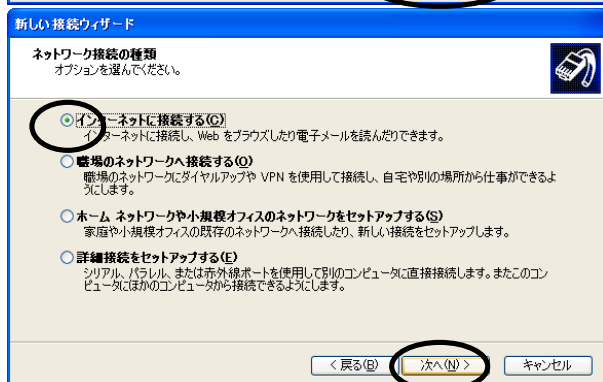 新しい接続ウィザード
ネットワーク接続の種類
オプションを選んでください。
インターネットに接続する(C)
インターネットに接続し、Web をブラウズしたり電子メールを読んだりできます。
職場のネットワークへ接続する(O)
職場のネットワークにダイヤルアップや VPN を使用して接続し、自宅や別の場所から仕事ができるよ
うにします。
ホーム ネットワークや小規模オフィスのネットワークをセットアップする(S)
家庭や小規模オフィスの既存のネットワークへ接続したり、新しい接続をセットアップします。
詳細接続をセットアップする(E)
シリアル、パラレル、または赤外線ポートを使用して別のコンピュータに直接接続します。またこのコン
ピュータにほかのコンピュータから接続できるようにします。
< 戻る(B) 次へ(N) > キャンセル